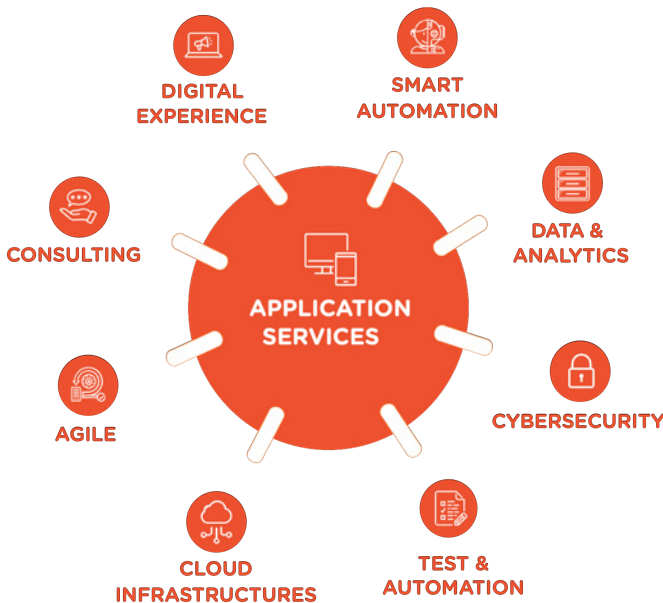 DIGITAL
EXPERIENCE
SMART
AUTOMATION
CONSULTING
DATA &
ANALYTICS
APPLICATION
SERVICES
AGILE
CYBERSECURITY
CLOUD
INFRASTRUCTURES
TEST &
AUTOMATION